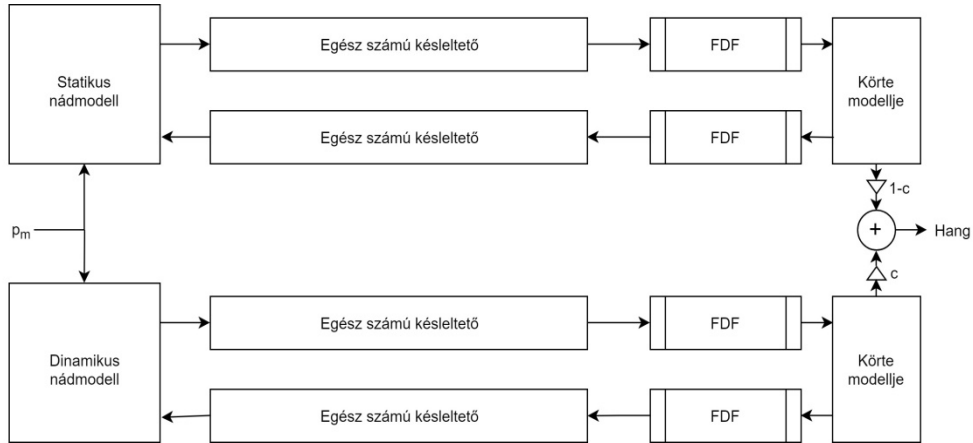 Statikus
nádmodell
Egész számú késleltető
FDF
Körte
modellje
Egész számú késleltető
FDF
1-c
pm
+
Hang
c
Dinamikus
nádmodell
Egész számú késleltető
FDF
Körte
modellje
Egész számú késleltető
FDF